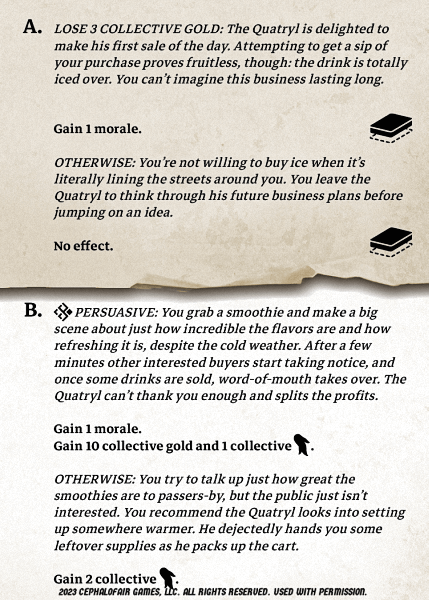 A. LOSE 3 COLLECTIVE GOLD: The Quatryl is delighted to
make his first sale of the day. Attempting to get a sip of
your purchase proves fruitless, though: the drink is totally
iced over. You can't imagine this business lasting long.
Gain 1 morale.
OTHERWISE: You're not willing to buy ice when it's
literally lining the streets around you. You leave the
Quatryl to think through his future business plans before
jumping on an idea.
No effect.
B. PERSUASIVE: You grab a smoothie and make a big
scene about just how incredible the flavors are and how
refreshing it is, despite the cold weather. After a few
minutes other interested buyers start taking notice, and
once some drinks are sold, word-of-mouth takes over. The
Quatryl can't thank you enough and splits the profits.
Gain 1 morale.
Gain 10 collective gold and 1 collective .
OTHERWISE: You try to talk up just how great the
smoothies are to passers-by, but the public just isn't
interested. You recommend the Quatryl looks into setting
up somewhere warmer. He dejectedly hands you some
leftover supplies as he packs up the cart.
Gain 2 collective .
2023 CEPHALOFAIR GAMES, LLC. ALL RIGHTS RESERVED. USED WITH PERMISSION.